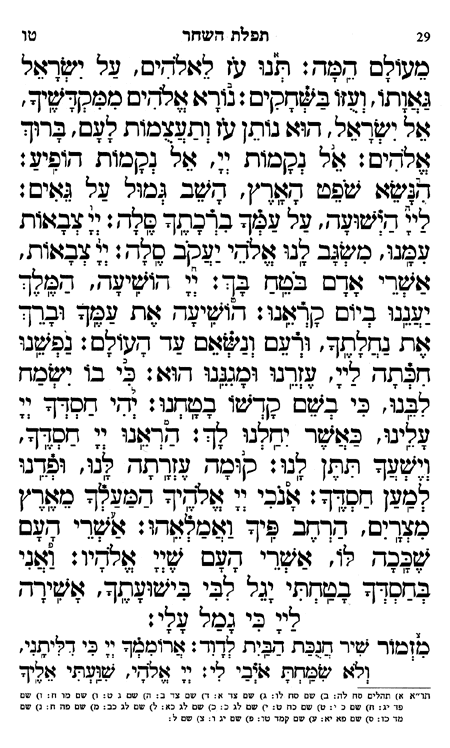 29 תפלת השחר טו
מֵעוֹלָם הֵמָּה: תְּנוּ עֹז לֵאלֹהִים, עַל יִשְׂרָאֵל
גַּאֲוָתוֹ, וְעֻזּוֹ בַּשְּׁחָקִים: נוֹרָא אֱלֹהִים מִמִּקְדָּשֶׁיךָ,
אֵל יִשְׂרָאֵל, הוּא נוֹתֵן עֹז וְתַעֲצֻמוֹת לָעָם, בָּרוּךְ
אֱלֹהִים: אֵל נְקָמוֹת יְיָ, אֵל נְקָמוֹת הוֹפִיעַ:
הִנָּשֵׂא שֹׁפֵט הָאָרֶץ, הָשֵׁב גְּמוּל עַל גֵּאִים:
לַיְיָ הַיְשׁוּעָה, עַל עַמְּךָ בִרְכָתֶךָ סֶּלָה: יְיָ צְבָאוֹת
עִמָּנוּ, מִשְׂגָּב לָנוּ אֱלֹהֵי יַעֲקֹב סֶלָה: יְיָ צְבָאוֹת,
אַשְׁרֵי אָדָם בֹּטֵחַ בָּךְ: יְיָ הוֹשִׁיעָה, הַמֶּלֶךְ
יַעֲנֵנוּ בְיוֹם קָרְאֵנוּ: הוֹשִׁיעָה אֶת עַמֶּךָ וּבָרֵךְ
אֶת נַחֲלָתֶךָ, וּרְעֵם וְנַשְּׂאֵם עַד הָעוֹלָם: נַפְשֵׁנוּ
חִכְּתָה לַיְיָ, עֶזְרֵנוּ וּמָגִנֵּנוּ הוּא: כִּי בוֹ יִשְׂמַח
לִבֵּנוּ, כִּי בְשֵׁם קָדְשׁוֹ בָטָחְנוּ: יְהִי חַסְדְּךָ יְיָ
עָלֵינוּ, כַּאֲשֶׁר יִחַלְנוּ לָךְ: הַרְאֵנוּ יְיָ חַסְדֶּךָ,
וְיֶשְׁעֲךָ תִּתֶּן לָנוּ: קוּמָה עֶזְרָתָה לָּנוּ, וּפְדֵנוּ
לְמַעַן חַסְדֶּךָ: אָנֹכִי יְיָ אֱלֹהֶיךָ הַמַּעַלְךָ מֵאֶרֶץ
מִצְרָיִם, הַרְחֶב פִּיךָ וַאֲמַלְאֵהוּ: אַשְׁרֵי הָעָם
שֶׁכָּכָה לּוֹ, אַשְׁרֵי הָעָם שֶׁיְיָ אֱלֹהָיו: וַאֲנִי
בְּחַסְדְּךָ בָטַחְתִּי יָגֵל לִבִּי בִּישׁוּעָתֶךָ, אָשִׁירָה
לַיְיָ כִּי גָמַל עָלָי:
מִזְמוֹר שִׁיר חֲנֻכַּת הַבַּיִת לְדָוִד: אֲרוֹמִמְךָ יְיָ כִּי דִלִּיתָנִי,
וְלֹא שִׂמַּחְתָּ אֹיְבַי לִי: יְיָ אֱלֹהָי, שִׁוַּעְתִּי אֵלֶיךָ
תו״א א) תהלים סח לה: ב) שם סח לו: ג) שם צד א: ד) שם צד ב: ה) שם ג ט: ו) שם מו ח: ז) שם
פד יג: ח) שם כ י: ט) שם כח ט: י) שם לג כ: כ) שם לג כא: ל) שם לג כב: מ) שם פה ח: נ) שם
מד כז: ס) שם פא יא: ע) שם קמד טו: פ) שם יג ו: צ) שם ל: